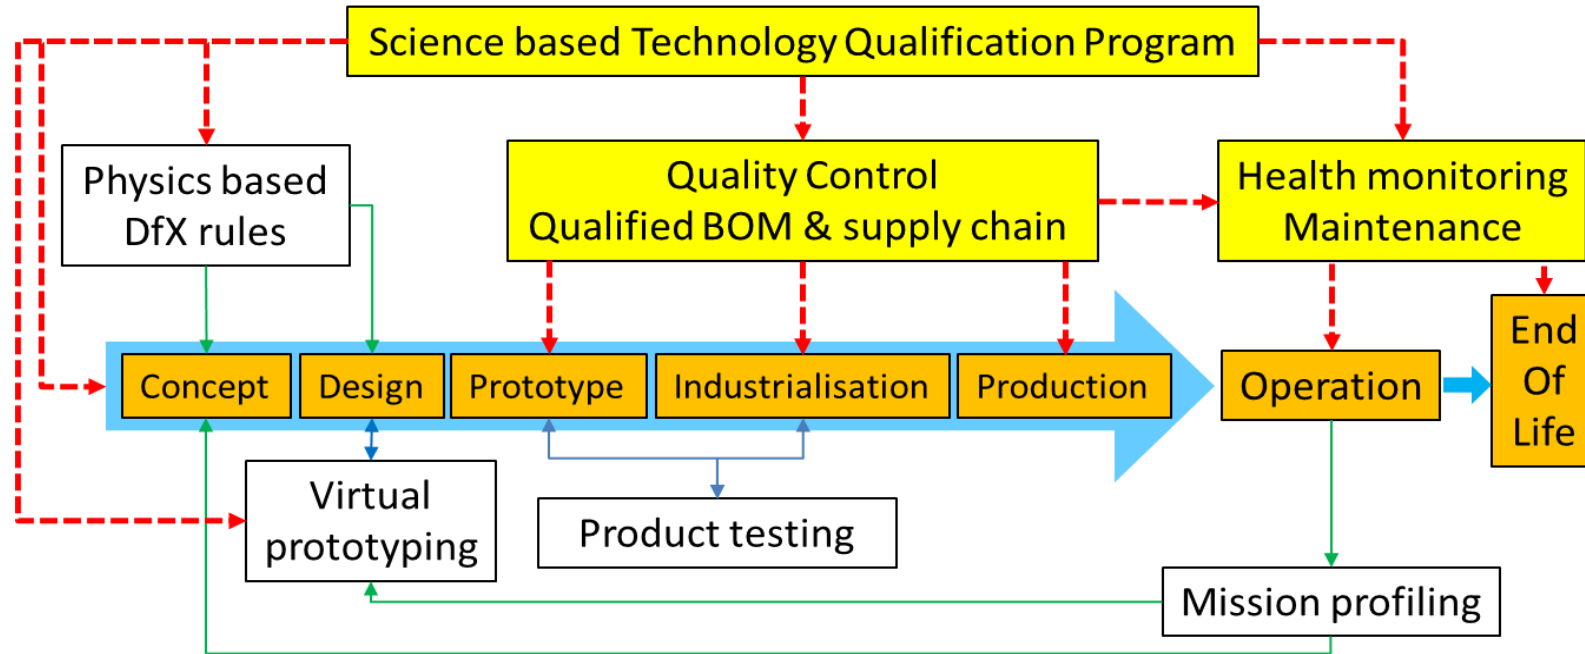 Science based Technology Qualification Program
Physics based
DfX rules
Quality Control
Qualified BOM & supply chain
Health monitoring
Maintenance
Concept
Design
Prototype
Industrialisation
Production
Operation
End
Of
Life
Virtual
prototyping
Product testing
Mission profiling